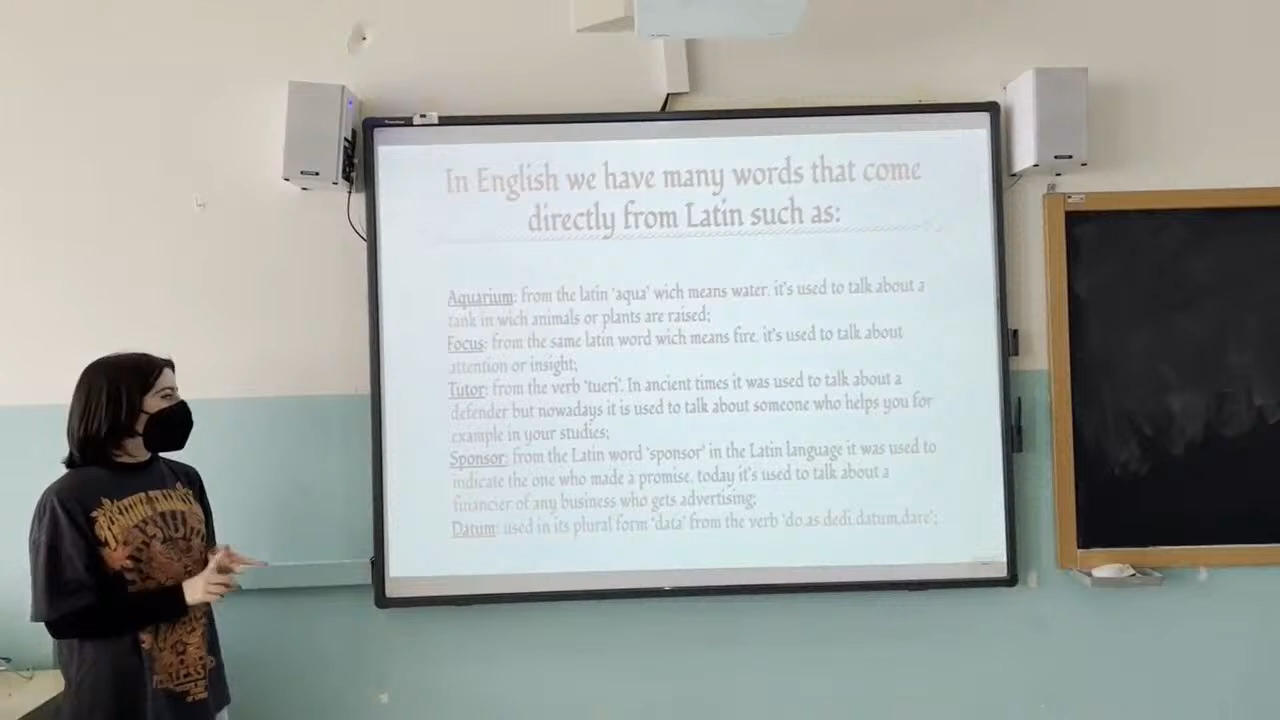 In English we have many words that come
directly from Latin such as:
Aquarium: from the latin 'aqua' wich means water. it's used to talk about a
tank in wich animals or plants are raised;
Focus: from the same latin word wich means fire. it's used to talk about
attention or insight;
Tutor: from the verb 'tueri'. In ancient times it was used to talk about a
defender but nowadays it is used to talk about someone who helps you for
example in your studies;
Sponsor: from the Latin word 'sponsor' in the Latin language it was used to
indicate the one who made a promise. today it's used to talk about a
financier of any business who gets advertising;
Datum: used in its plural form 'data' from the verb 'do,as,dedi,datum,dare';